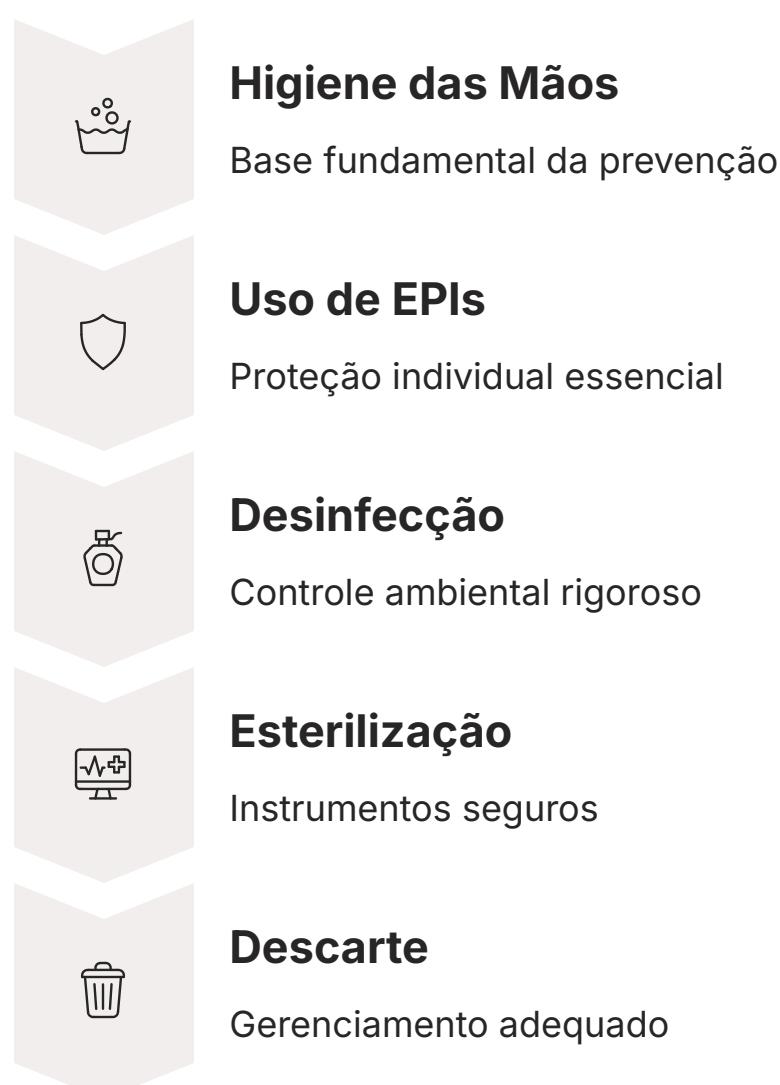 Higiene das Mãos
Base fundamental da prevenção
Uso de EPIs
Proteção individual essencial
Desinfecção
Controle ambiental rigoroso
Esterilização
Instrumentos seguros
Descarte
Gerenciamento adequado